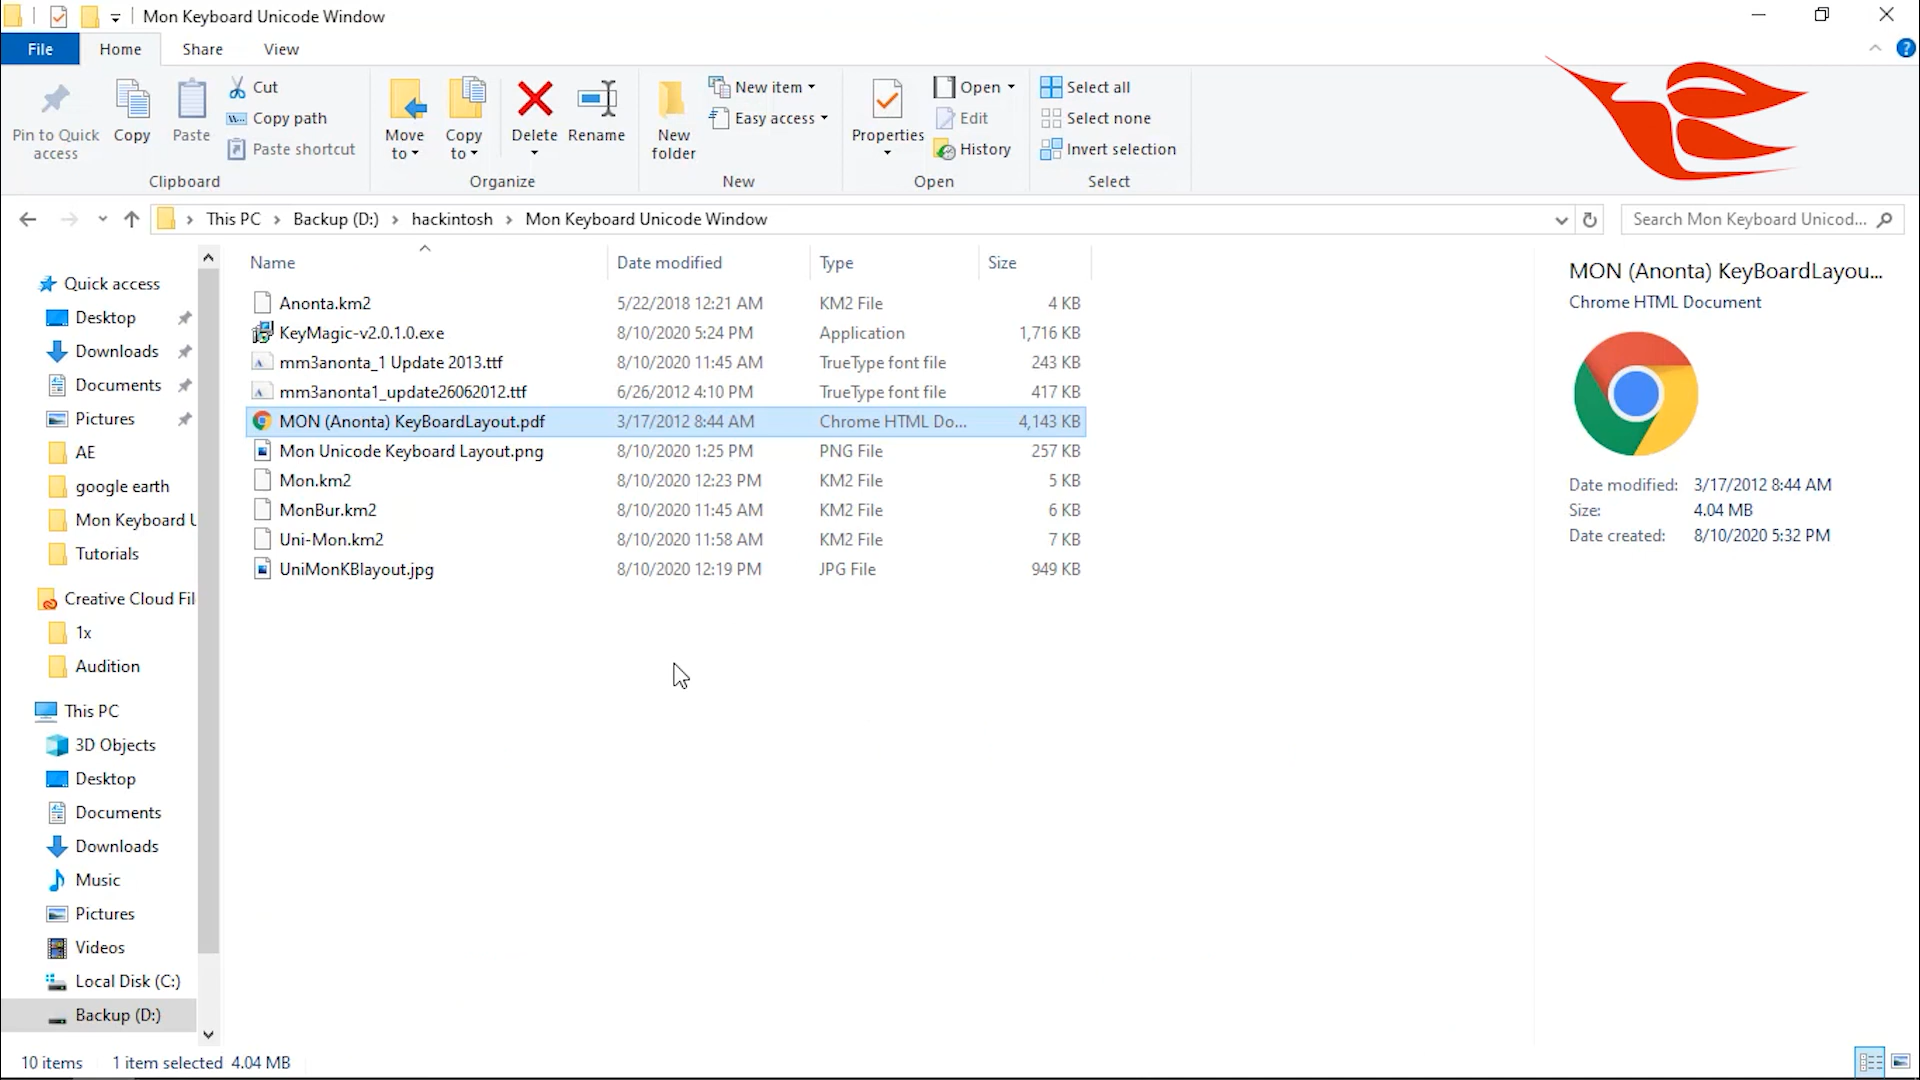 Mon Keyboard Unicode Window
File Home Share View
Pin to Quick access
Copy
Paste
Cut
Copy path
Paste shortcut
Clipboard
Move to
Copy to
Delete
Rename
Organize
New folder
New item
Easy access
New
Properties
Open
Edit
History
Open
Select all
Select none
Invert selection
Select
This PC Backup (D:) hackintosh Mon Keyboard Unicode Window
Search Mon Keyboard Unicod...
Quick access
Desktop
Downloads
Documents
Pictures
AE
google earth
Mon Keyboard U
Tutorials
Creative Cloud Fil
1x
Audition
This PC
3D Objects
Desktop
Documents
Downloads
Music
Pictures
Videos
Local Disk (C:)
Backup (D:)
Name Date modified Type Size
Anonta.km2 5/22/2018 12:21 AM KM2 File 4 KB
KeyMagic-v2.0.1.0.exe 8/10/2020 5:24 PM Application 1,716 KB
mm3anonta_1 Update 2013.ttf 8/10/2020 11:45 AM TrueType font file 243 KB
mm3anonta1_update26062012.ttf 6/26/2012 4:10 PM TrueType font file 417 KB
MON (Anonta) KeyBoardLayout.pdf 3/17/2012 8:44 AM Chrome HTML Do... 4,143 KB
Mon Unicode Keyboard Layout.png 8/10/2020 1:25 PM PNG File 257 KB
Mon.km2 8/10/2020 12:23 PM KM2 File 5 KB
MonBur.km2 8/10/2020 11:45 AM KM2 File 6 KB
Uni-Mon.km2 8/10/2020 11:58 AM KM2 File 7 KB
UniMonKBlayout.jpg 8/10/2020 12:19 PM JPG File 949 KB
MON (Anonta) KeyBoardLayou...
Chrome HTML Document
Date modified: 3/17/2012 8:44 AM
Size: 4.04 MB
Date created: 8/10/2020 5:32 PM
10 items 1 item selected 4.04 MB